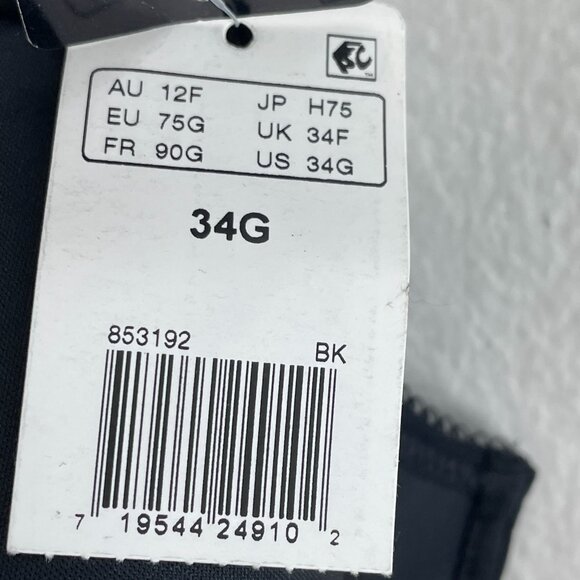 AU 12F JP H75
EU 75G UK 34F
FR 90G US 34G
34G
853192 BK
7 19544 24910 2